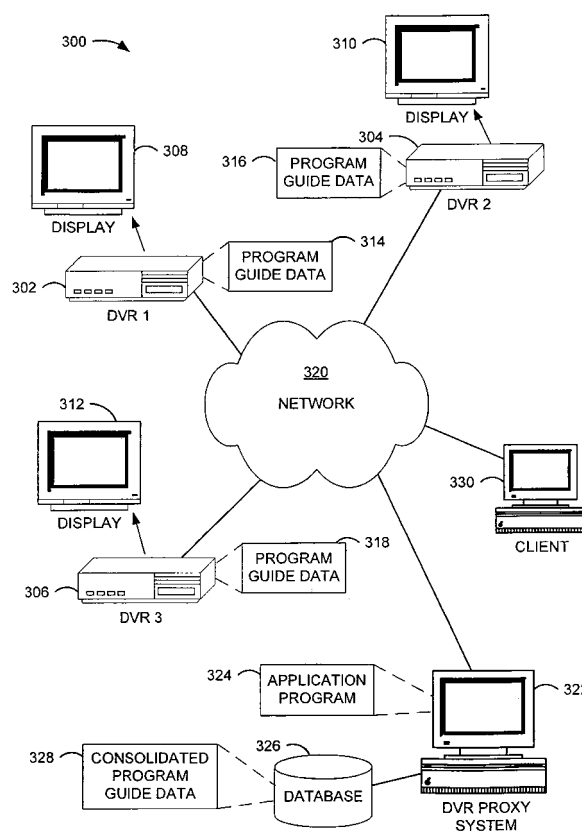 300
310
DISPLAY
304
308
316
PROGRAM
GUIDE DATA
DVR 2
DISPLAY
314
PROGRAM
GUIDE DATA
302
DVR 1
320
NETWORK
312
330
DISPLAY
CLIENT
318
PROGRAM
GUIDE DATA
306
DVR 3
324
APPLICATION
PROGRAM
326
328
CONSOLIDATED
PROGRAM
GUIDE DATA
DATABASE
DVR PROXY
SYSTEM